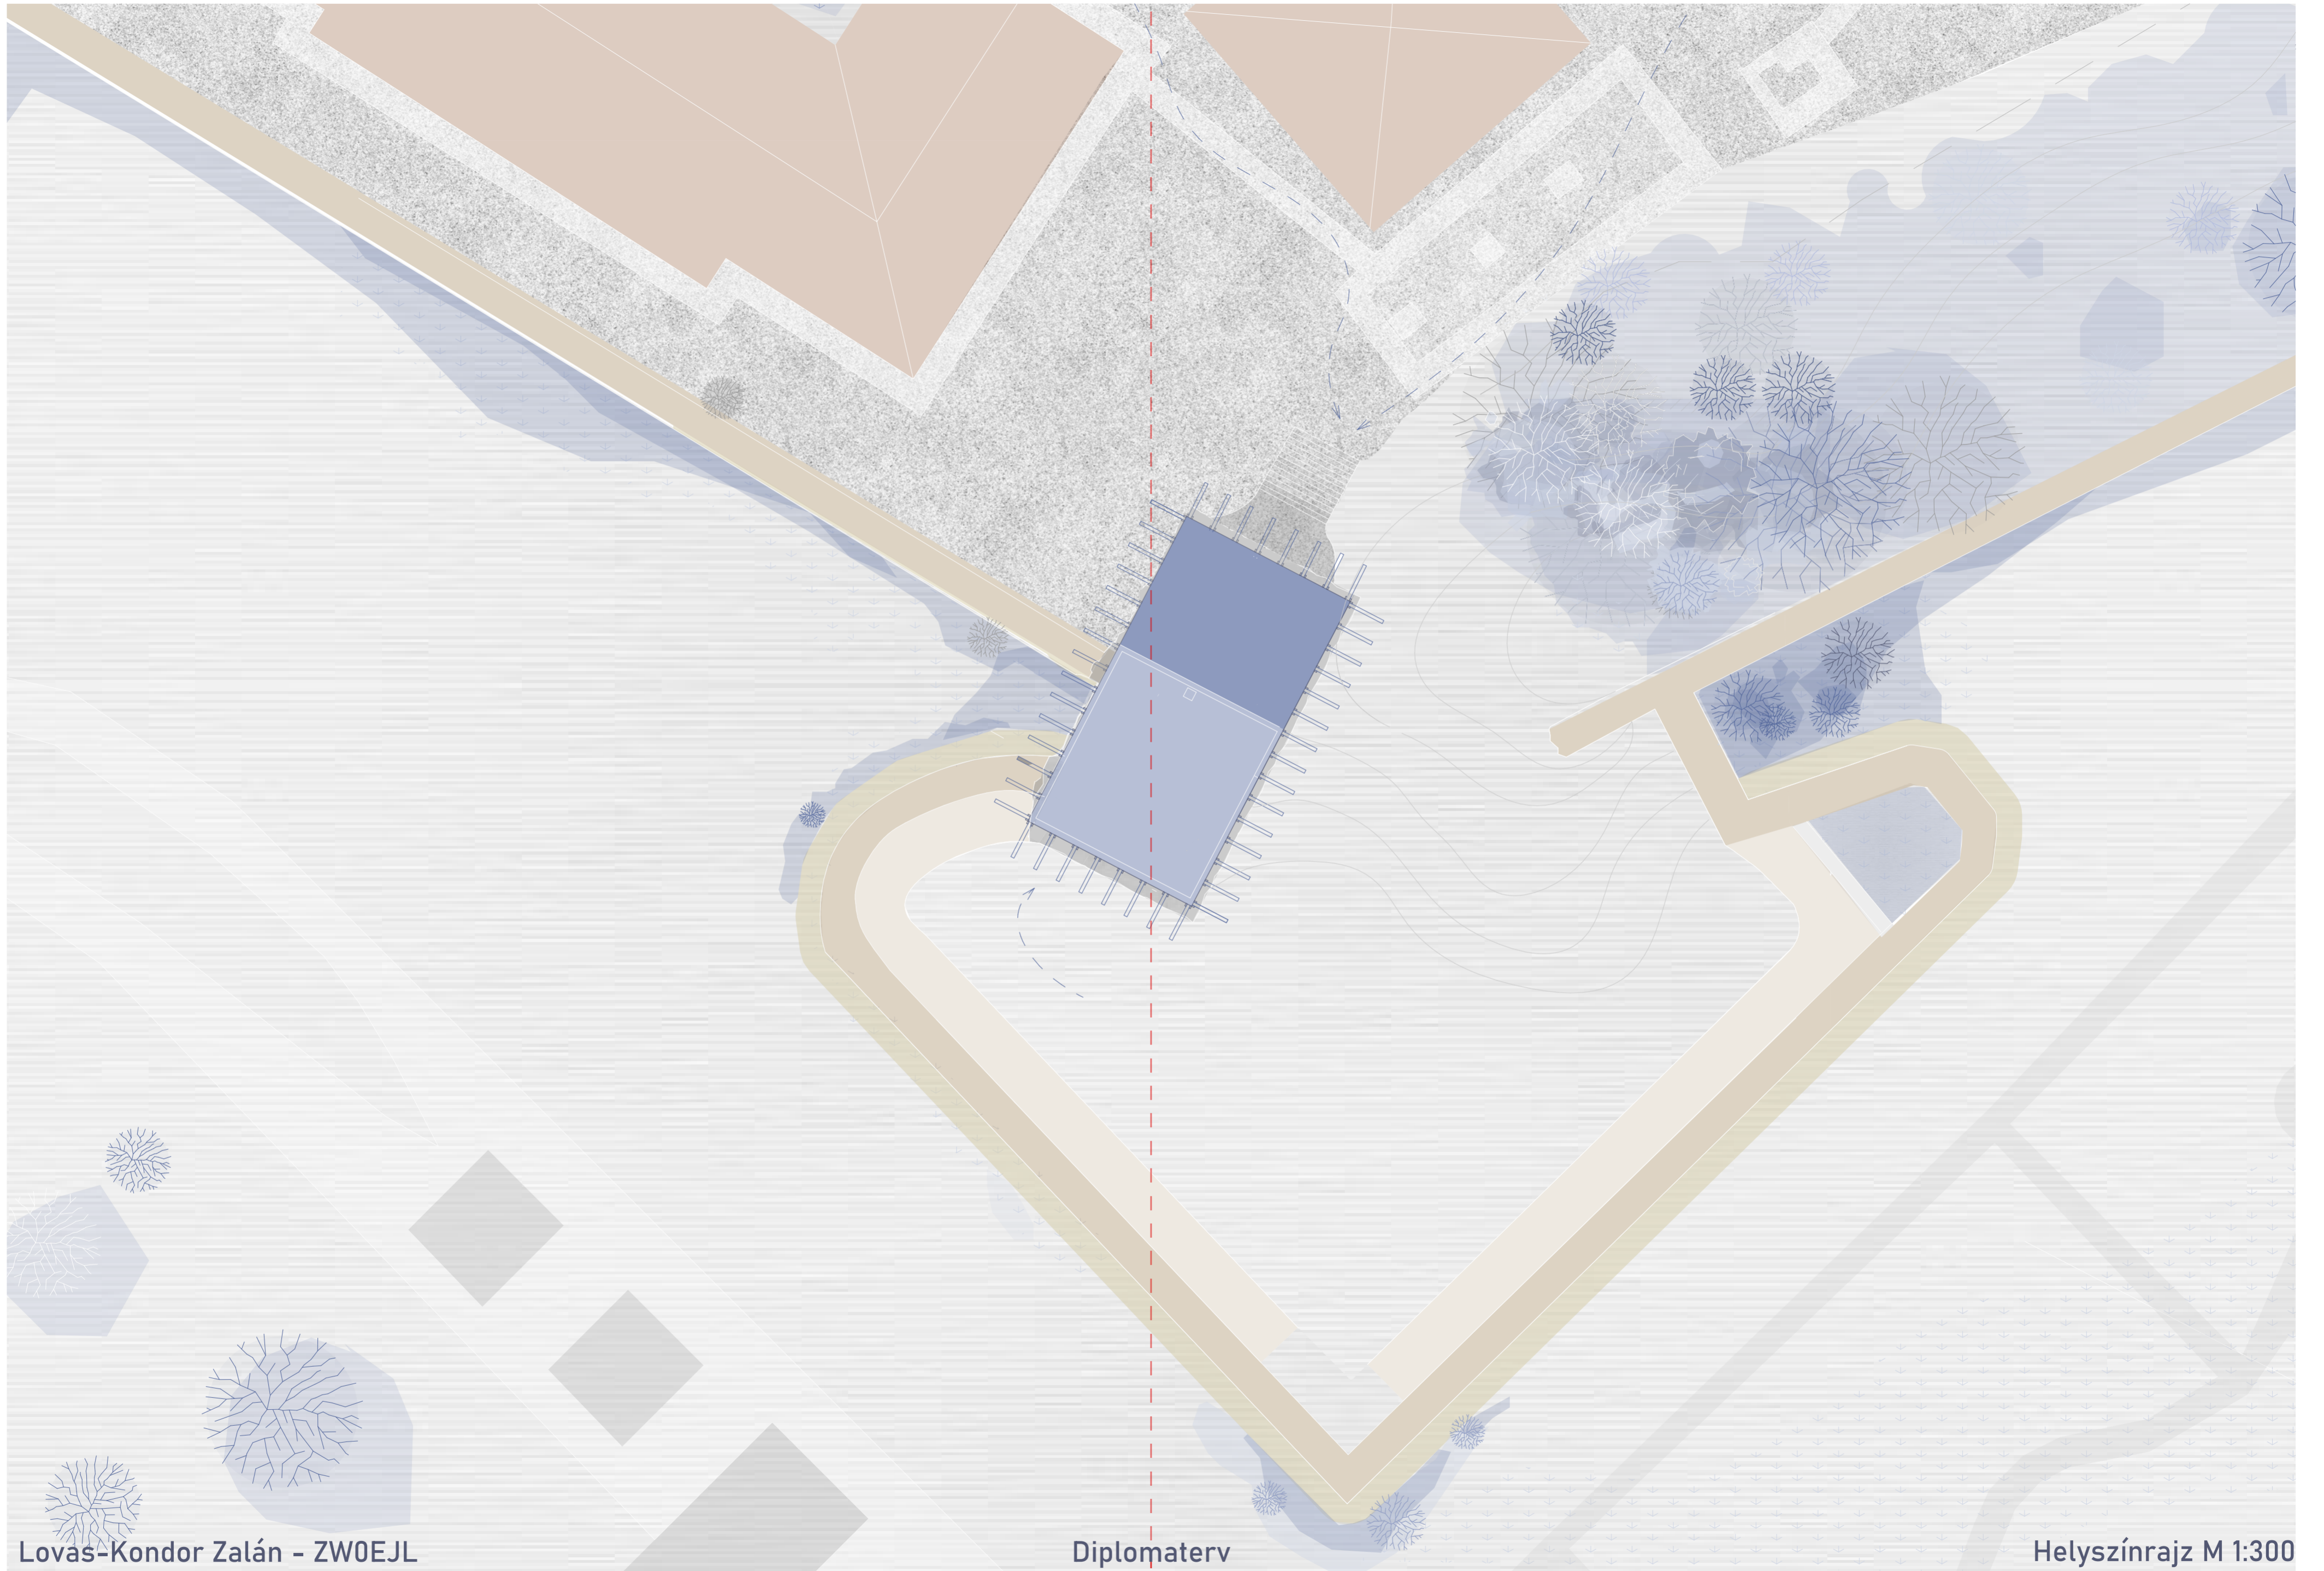 Lovas-Kondor Zalán - ZW0EJL
Diplomaterv
Helyszínrajz M 1:300